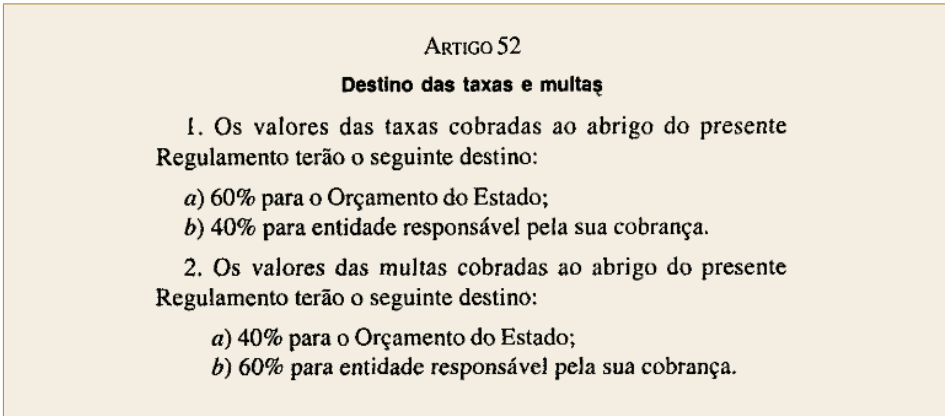 ARTIGO 52
Destino das taxas e multas
1. Os valores das taxas cobradas ao abrigo do presente
Regulamento terão o seguinte destino:
a) 60% para o Orçamento do Estado;
b) 40% para entidade responsável pela sua cobrança.
2. Os valores das multas cobradas ao abrigo do presente
Regulamento terão o seguinte destino:
a) 40% para o Orçamento do Estado;
b) 60% para entidade responsável pela sua cobrança.